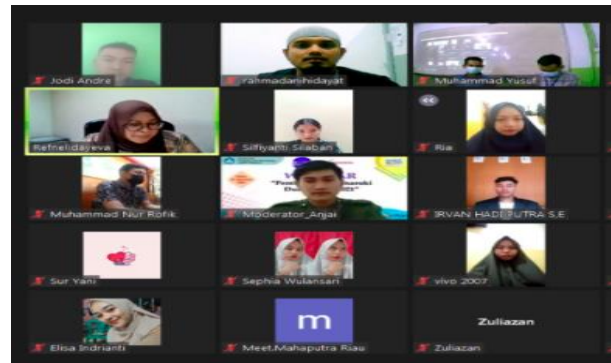 Jodi Andre
rahmadanihidayat
Muhammad Yusuf
Refnelidayeva
Silfiyanti Silaban
Ria
Muhammad Nur Rofik
Moderator_Anjai
IRVAN HADI PUTRA S,E
Sur Yani
Sephia Wulansari
vivo 2007
Elisa Indrianti
m
Meet.Mahaputra Riau
Zuliazan
Zuliazan